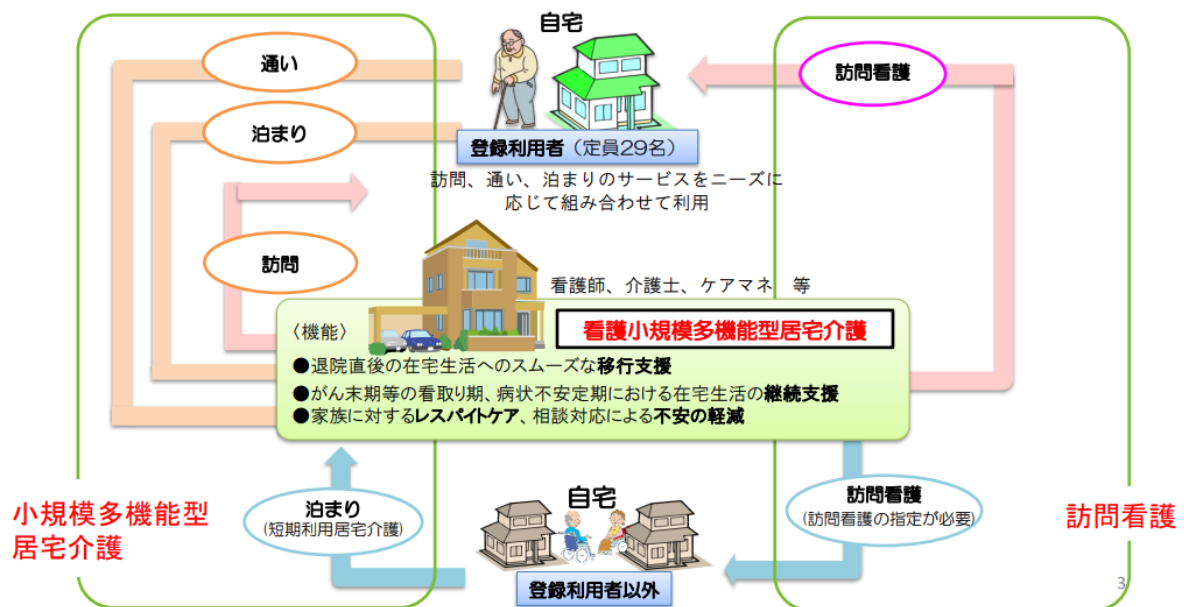 自宅
通い
訪問看護
泊まり
登録利用者（定員29名）
訪問、通い、泊まりのサービスをニーズに
応じて組み合わせて利用
訪問
看護師、介護士、ケアマネ　等
〈機能〉
看護小規模多機能型居宅介護
●退院直後の在宅生活へのスムーズな移行支援
●がん末期等の看取り期、病状不安定期における在宅生活の継続支援
●家族に対するレスパイトケア、相談対応による不安の軽減
小規模多機能型
居宅介護
泊まり
(短期利用居宅介護)
自宅
登録利用者以外
訪問看護
(訪問看護の指定が必要)
訪問看護
3